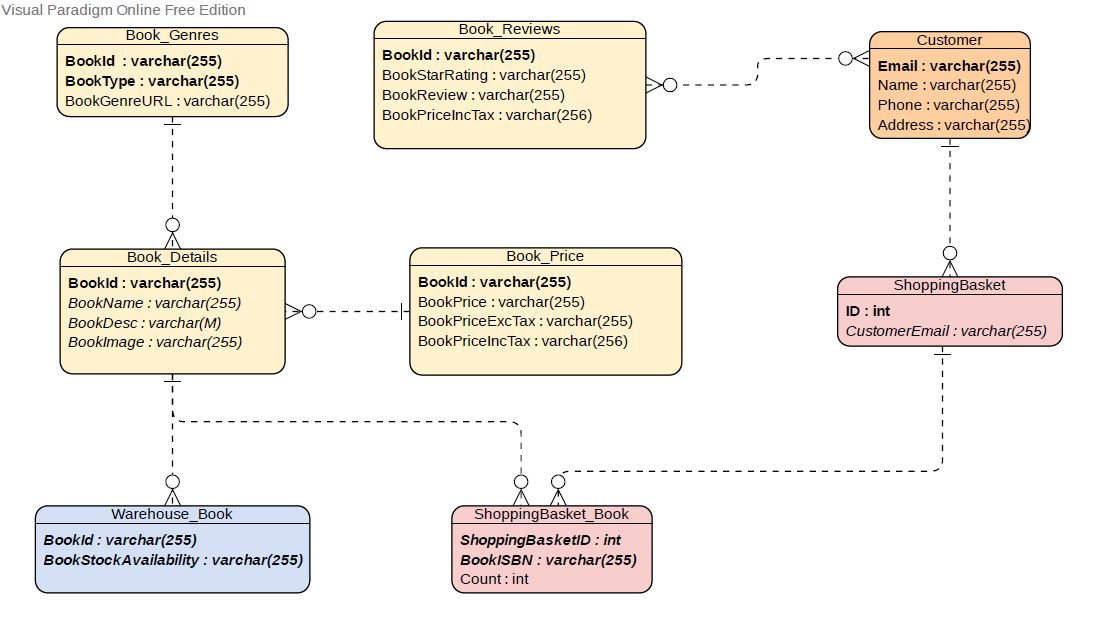 Visual Paradigm Online Free Edition
Book_Genres
BookId : varchar(255)
BookType : varchar(255)
BookGenreURL : varchar(255)
Book_Reviews
BookId : varchar(255)
BookStarRating : varchar(255)
BookReview : varchar(255)
BookPriceIncTax : varchar(256)
Customer
Email : varchar(255)
Name : varchar(255)
Phone : varchar(255)
Address : varchar(255)
Book_Details
BookId : varchar(255)
BookName : varchar(255)
BookDesc : varchar(M)
BookImage : varchar(255)
Book_Price
BookId : varchar(255)
BookPrice : varchar(255)
BookPriceExcTax : varchar(255)
BookPriceIncTax : varchar(256)
ShoppingBasket
ID : int
CustomerEmail : varchar(255)
Warehouse_Book
BookId : varchar(255)
BookStockAvailability : varchar(255)
ShoppingBasket_Book
ShoppingBasketID : int
BookISBN : varchar(255)
Count : int